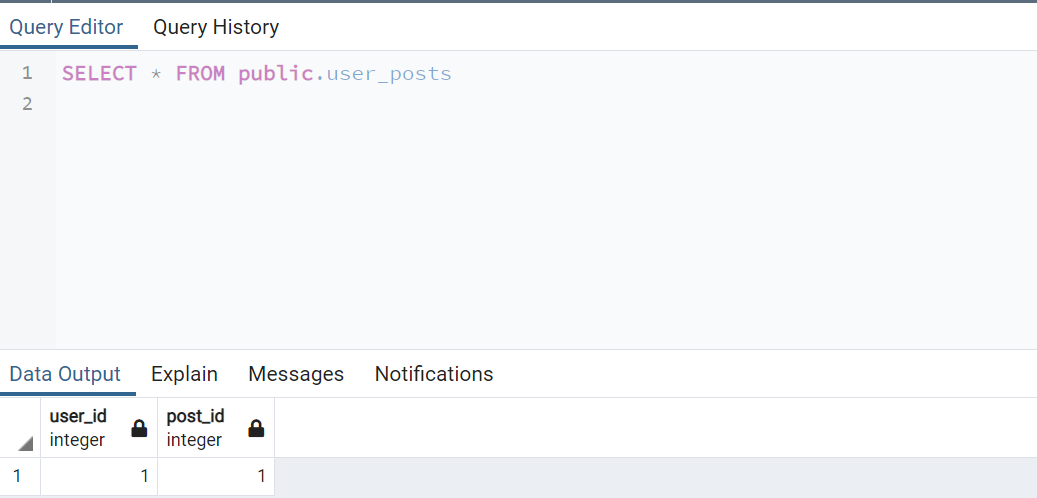 Query Editor Query History
1 SELECT * FROM public.user_posts
2
Data Output Explain Messages Notifications
user_id post_id
integer integer
1 1 1